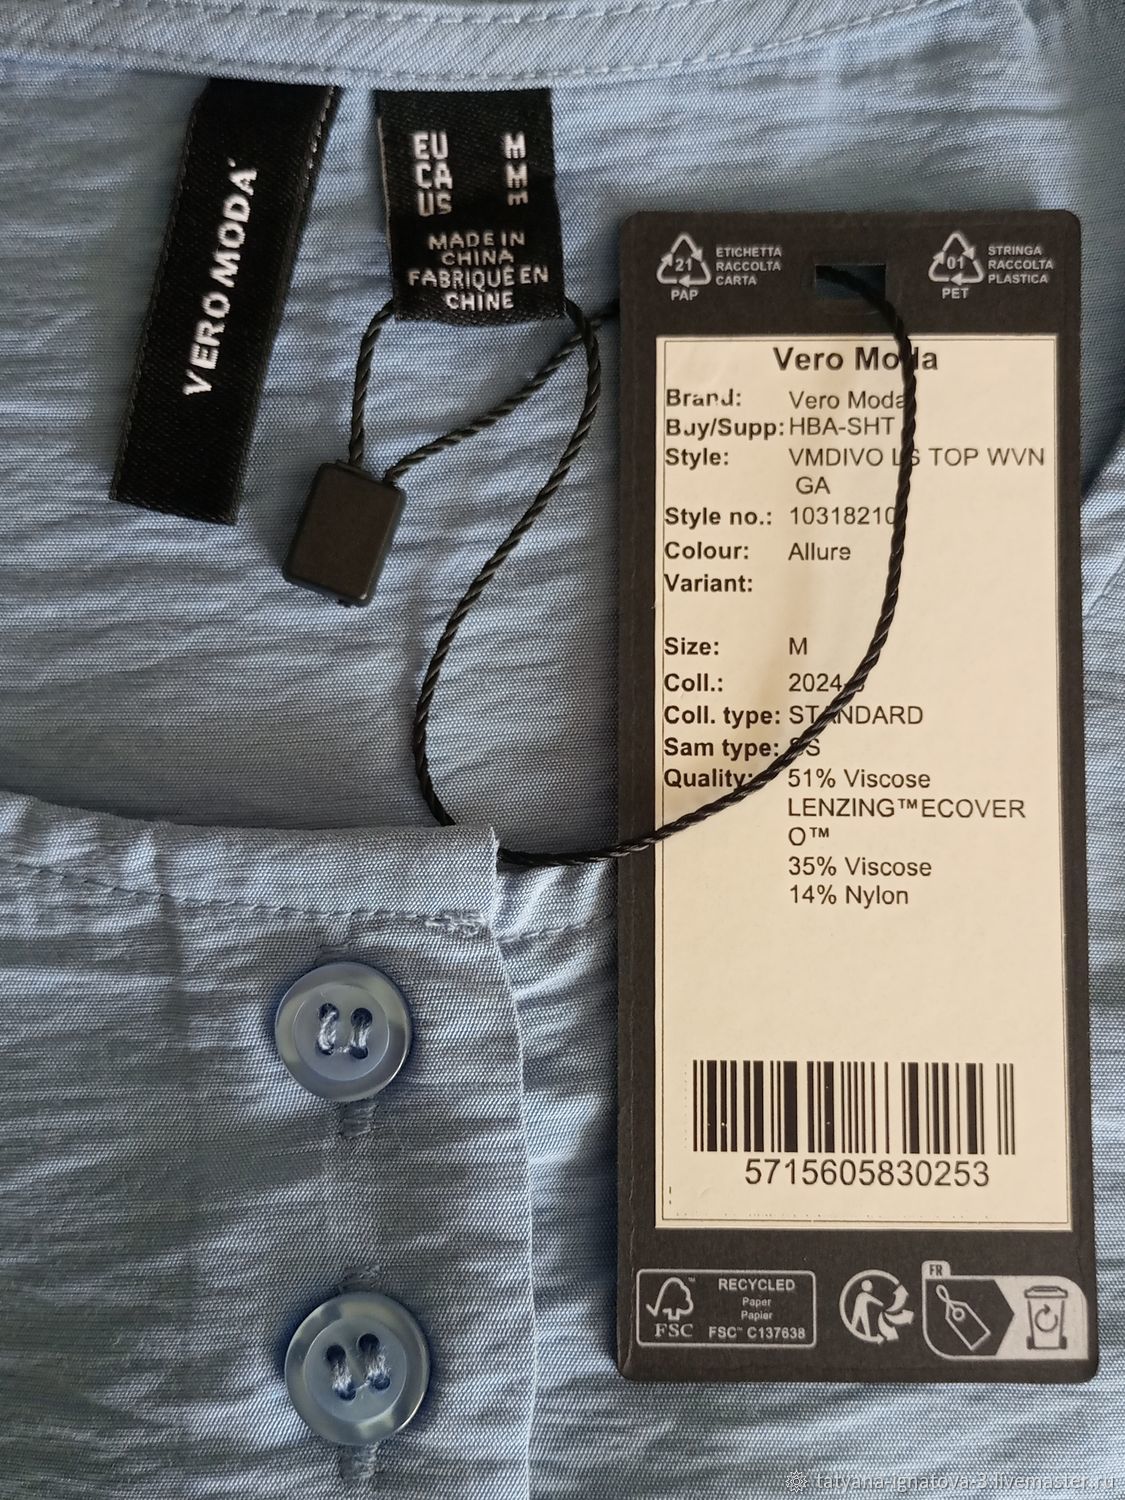 VERO MODA
EU M
CA M
US M
MADE IN
CHINA
FABRIQUÉ EN
CHINE
21
PAP
ETICHETTA
RACCOLTA
CARTA
01
PET
STRINGA
RACCOLTA
PLASTICA
Vero Moda
Brand: Vero Moda
Buy/Supp: HBA-SHT
Style: VMDIVO LS TOP WVN
GA
Style no.: 10318210
Colour: Allure
Variant:
Size: M
Coll.: 2024-
Coll. type: STANDARD
Sam type: SS
Quality: 51% Viscose
LENZING™ECOVER
O™
35% Viscose
14% Nylon
5715605830253
FSC
RECYCLED
Paper
Papier
FSC™ C137638
FR
tatyana-ignatova-3.livemaster.ru